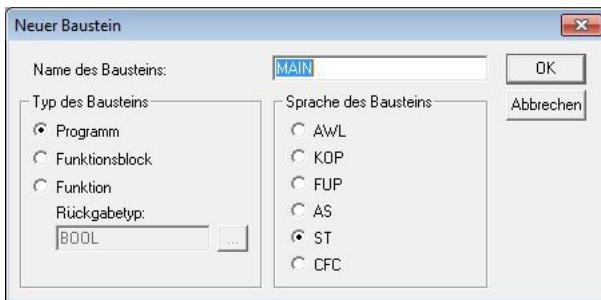 Neuer Baustein
Name des Bausteins:
MAIN
OK
Abbrechen
Typ des Bausteins
Programm
Funktionsblock
Funktion
Rückgabetyp:
BOOL
...
Sprache des Bausteins
AWL
KOP
FUP
AS
ST
CFC